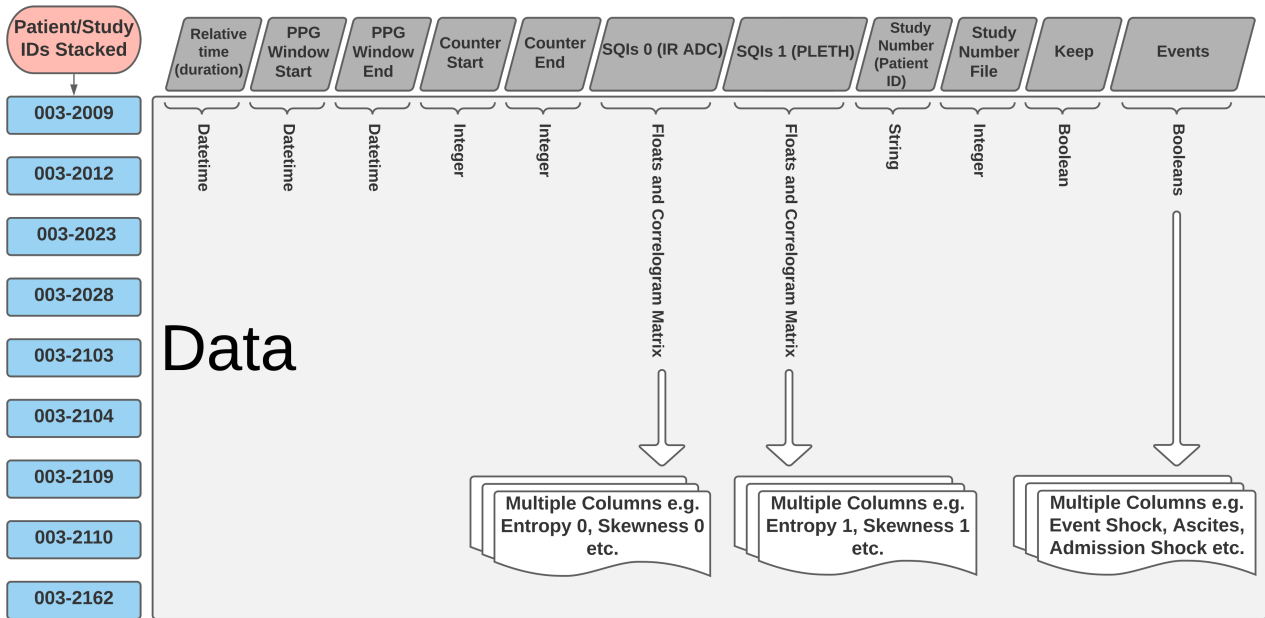 Patient/Study
IDs Stacked
Relative
time
(duration)
PPG
Window
Start
PPG
Window
End
Counter
Start
Counter
End
SQIs 0 (IR ADC)
SQIs 1 (PLETH)
Study
Number
(Patient
ID)
Study
Number
File
Keep
Events
003-2009
003-2012
003-2023
003-2028
003-2103
003-2104
003-2109
003-2110
003-2162
Datetime
Datetime
Datetime
Integer
Integer
Floats and Correlogram Matrix
Floats and Correlogram Matrix
String
Integer
Boolean
Booleans
Data
Multiple Columns e.g.
Entropy 0, Skewness 0
etc.
Multiple Columns e.g.
Entropy 1, Skewness 1
etc.
Multiple Columns e.g.
Event Shock, Ascites,
Admission Shock etc.